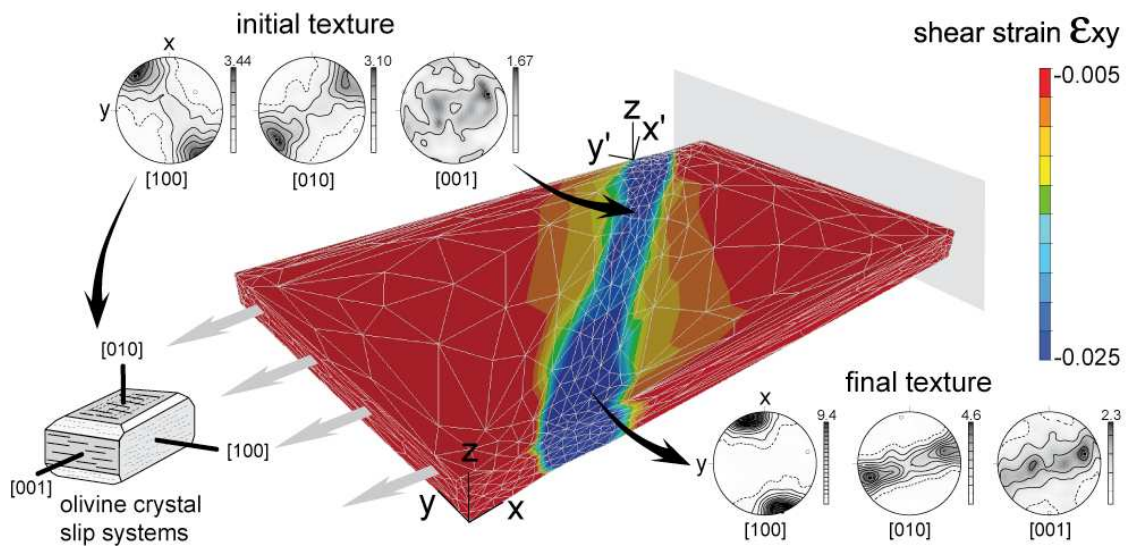 initial texture
x
y
3.44
3.10
1.67
[100]
[010]
[001]
shear strain Ɛxy
-0.005
-0.025
z
y'
x'
[010]
[100]
[001]
olivine crystal
slip systems
z
y
x
final texture
x
y
9.4
4.6
2.3
[100]
[010]
[001]